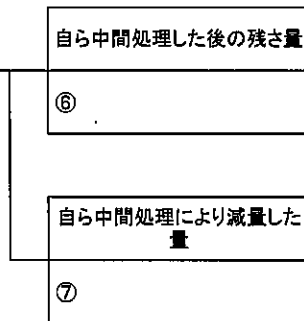 自ら中間処理した後の残さ量
⑥
自ら中間処理により減量した
量
⑦